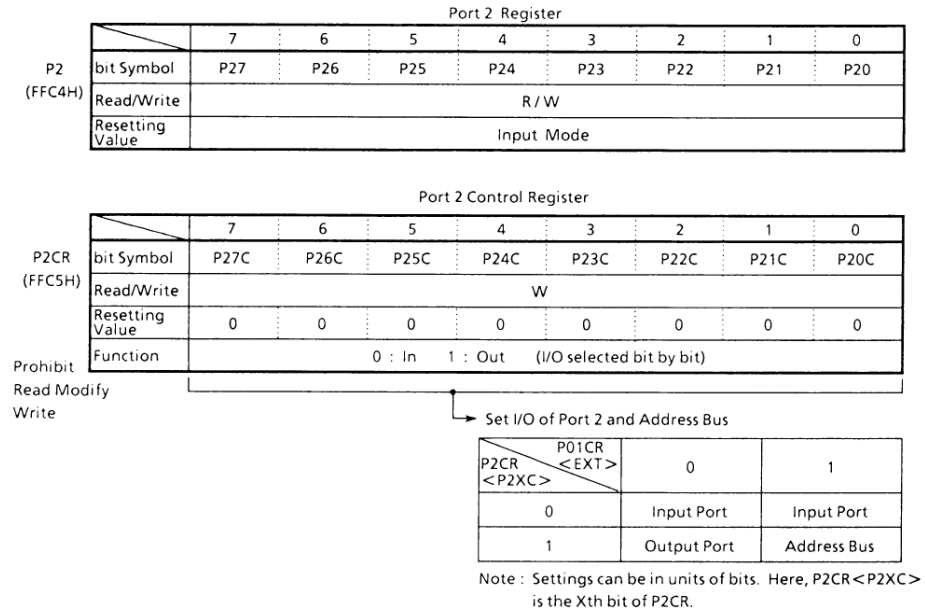 Port 2 Register
7 6 5 4 3 2 1 0
P2 (FFC4H)
bit Symbol P27 P26 P25 P24 P23 P22 P21 P20
Read/Write R/W
Resetting Value Input Mode
Port 2 Control Register
7 6 5 4 3 2 1 0
P2CR (FFC5H)
bit Symbol P27C P26C P25C P24C P23C P22C P21C P20C
Read/Write W
Resetting Value 0 0 0 0 0 0 0 0
Function 0 : In 1 : Out (I/O selected bit by bit)
Prohibit
Read Modify
Write
Set I/O of Port 2 and Address Bus
P01CR
<EXT>
P2CR
<P2XC>
0 1
0 Input Port Input Port
1 Output Port Address Bus
Note : Settings can be in units of bits. Here, P2CR<P2XC>
is the Xth bit of P2CR.